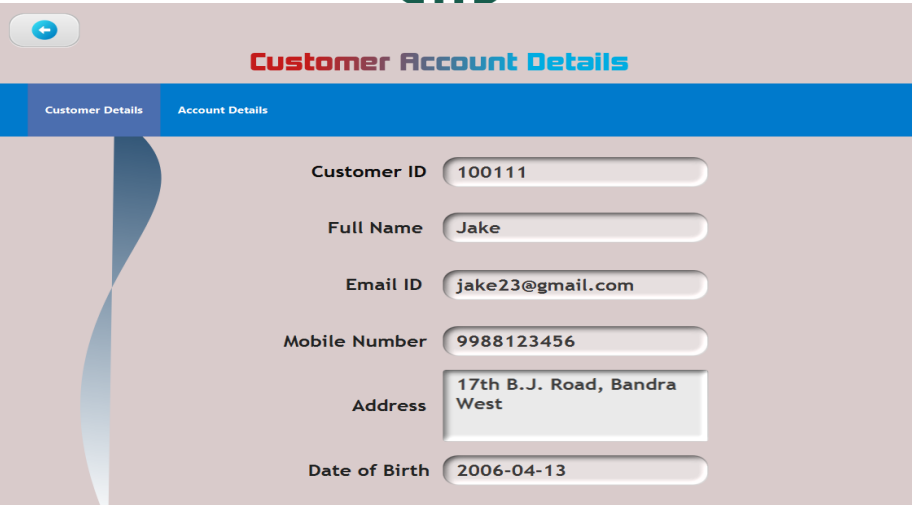 Customer Account Details
Customer Details Account Details
Customer ID 100111
Full Name Jake
Email ID jake23@gmail.com
Mobile Number 9988123456
Address 17th B.J. Road, Bandra
West
Date of Birth 2006-04-13